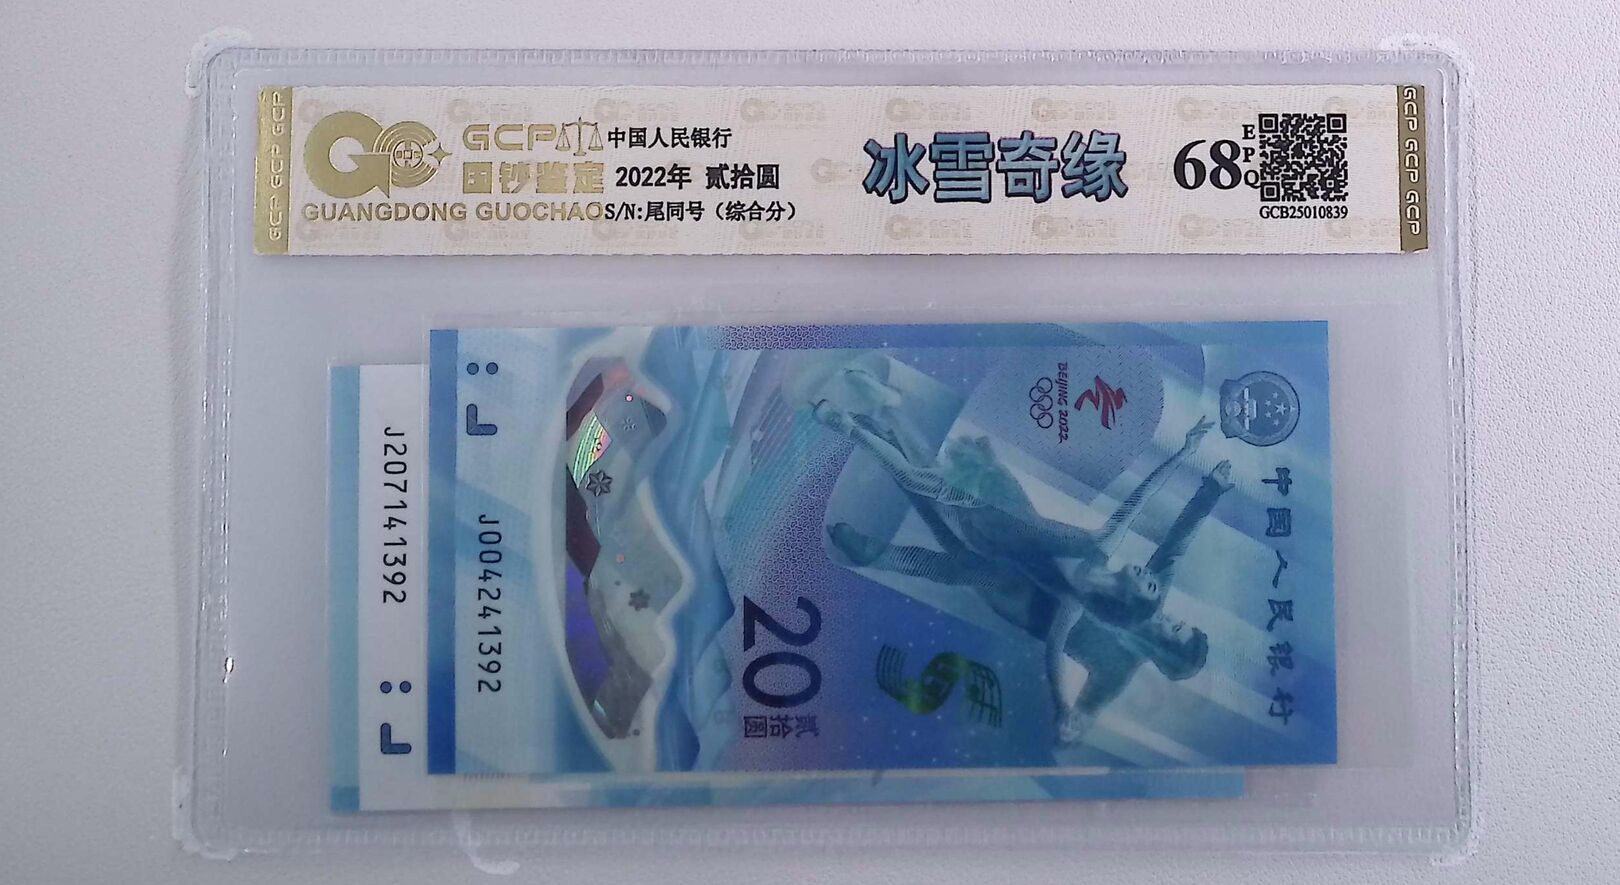 GCP GCP GCP
GCP
国钞鉴定
GUANGDONG GUOCHAO
中国人民银行
2022年 贰拾圆
S/N:尾同号（综合分）
冰雪奇缘
68
EPQ
GCB25010839
GCP GCP GCP
J207141392
J004241392
20
贰拾圆
BEIJING 2022
中国人民银行